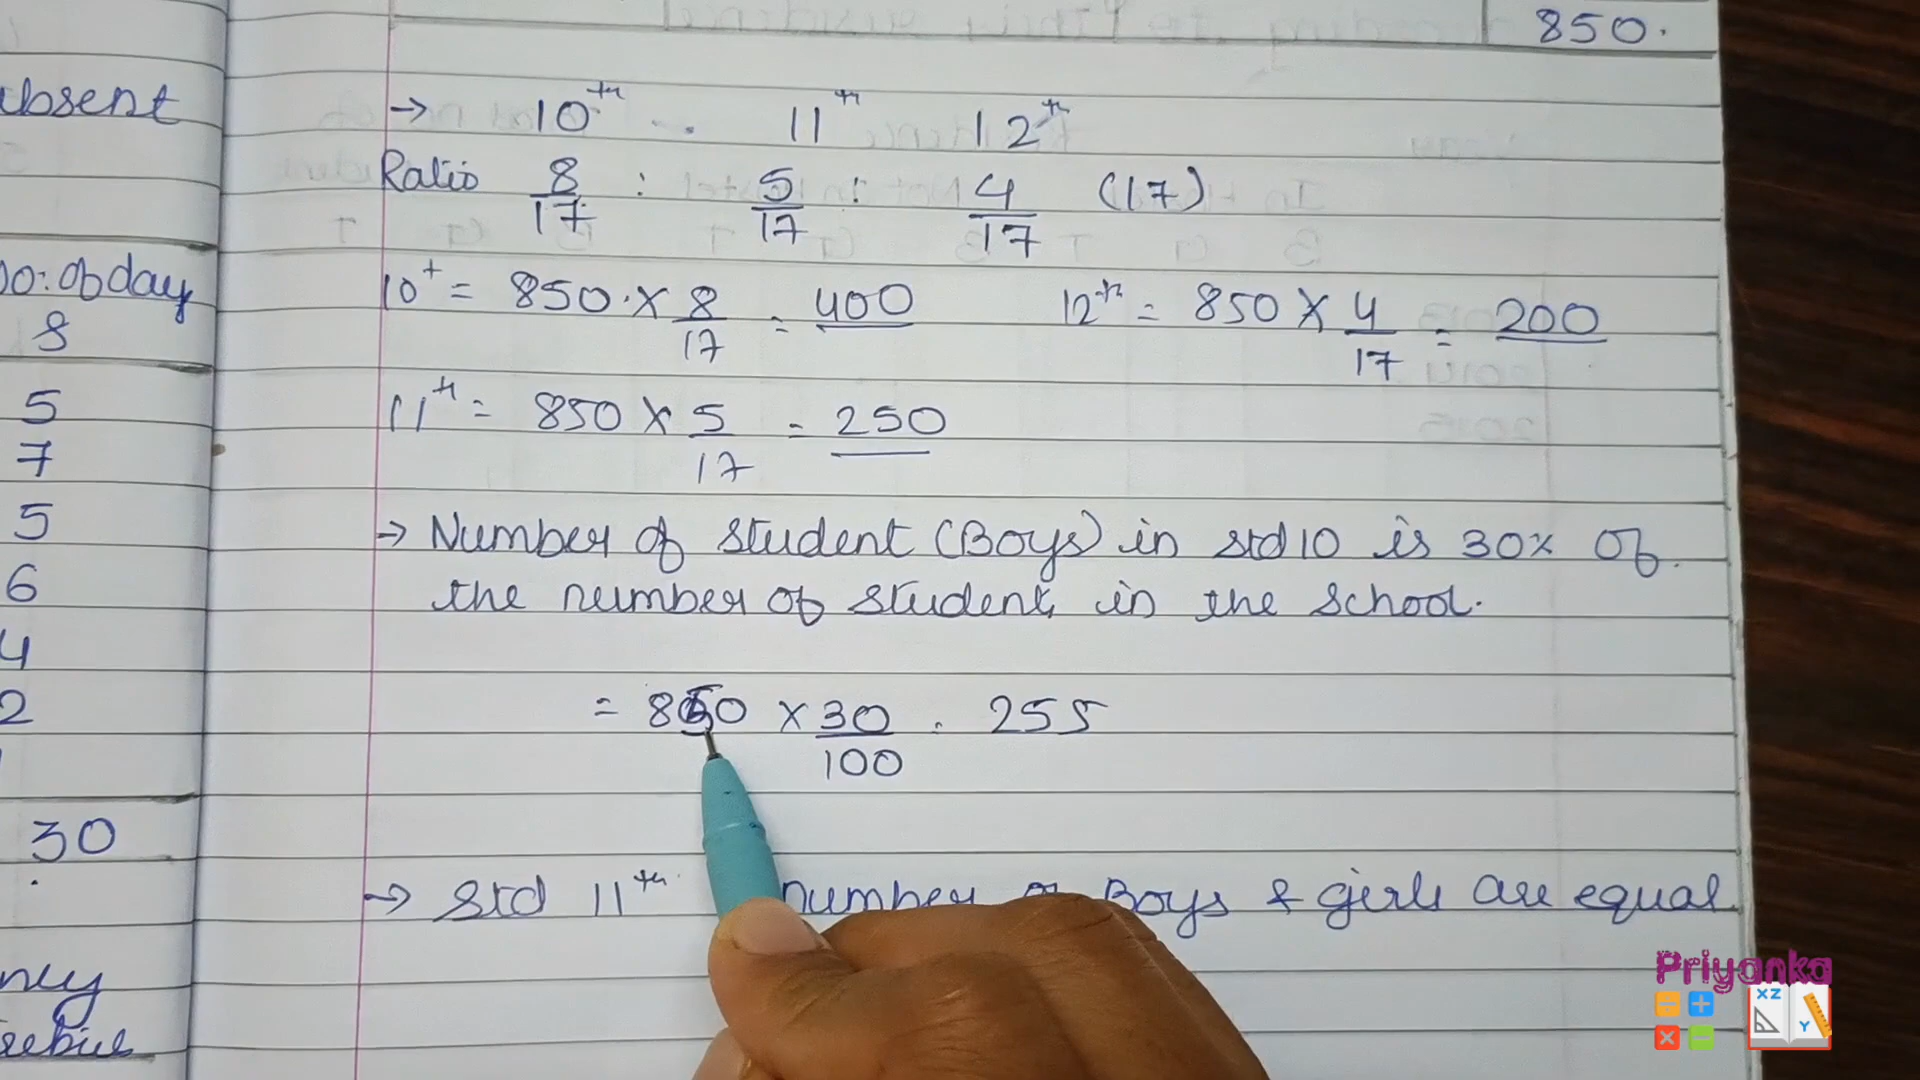 850.
absent
→ 10th 11th 12th
Ratio 8/17 : 5/17 : 4/17 (17)
No: of day
8
10+ = 850 × 8/17 = 400
12th = 850 × 4/17 = 200
5
11th = 850 × 5/17 = 250
7
5
→ Number of student (Boys) in std 10 is 30% of
6
the number of student in the school.
4
2
= 850 × 30/100 = 255
30
→ Std 11th number of Boys & girls are equal
Priyanka
XZ
Y